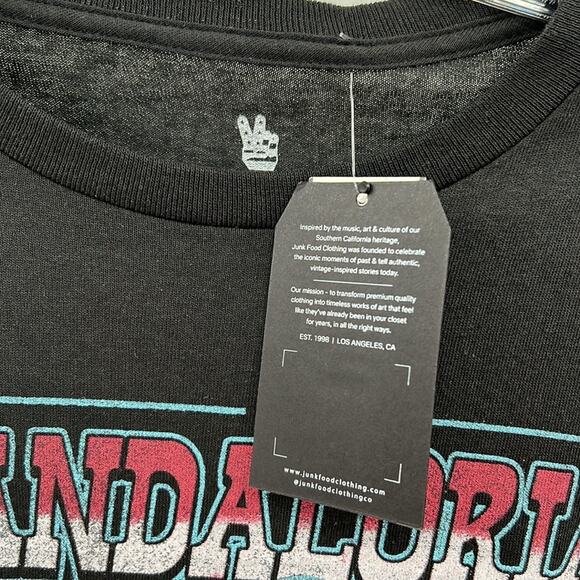 Inspired by the music, art & culture of our
Southern California heritage,
Junk Food Clothing was founded to celebrate
the iconic moments of past & tell authentic,
vintage-inspired stories today.
Our mission - to transform premium quality
clothing into timeless works of art that feel
like they've already been in your closet
for years, in all the right ways.
EST. 1998 | LOS ANGELES, CA
www.junkfoodclothing.com
@junkfoodclothingco
ANDALORIA